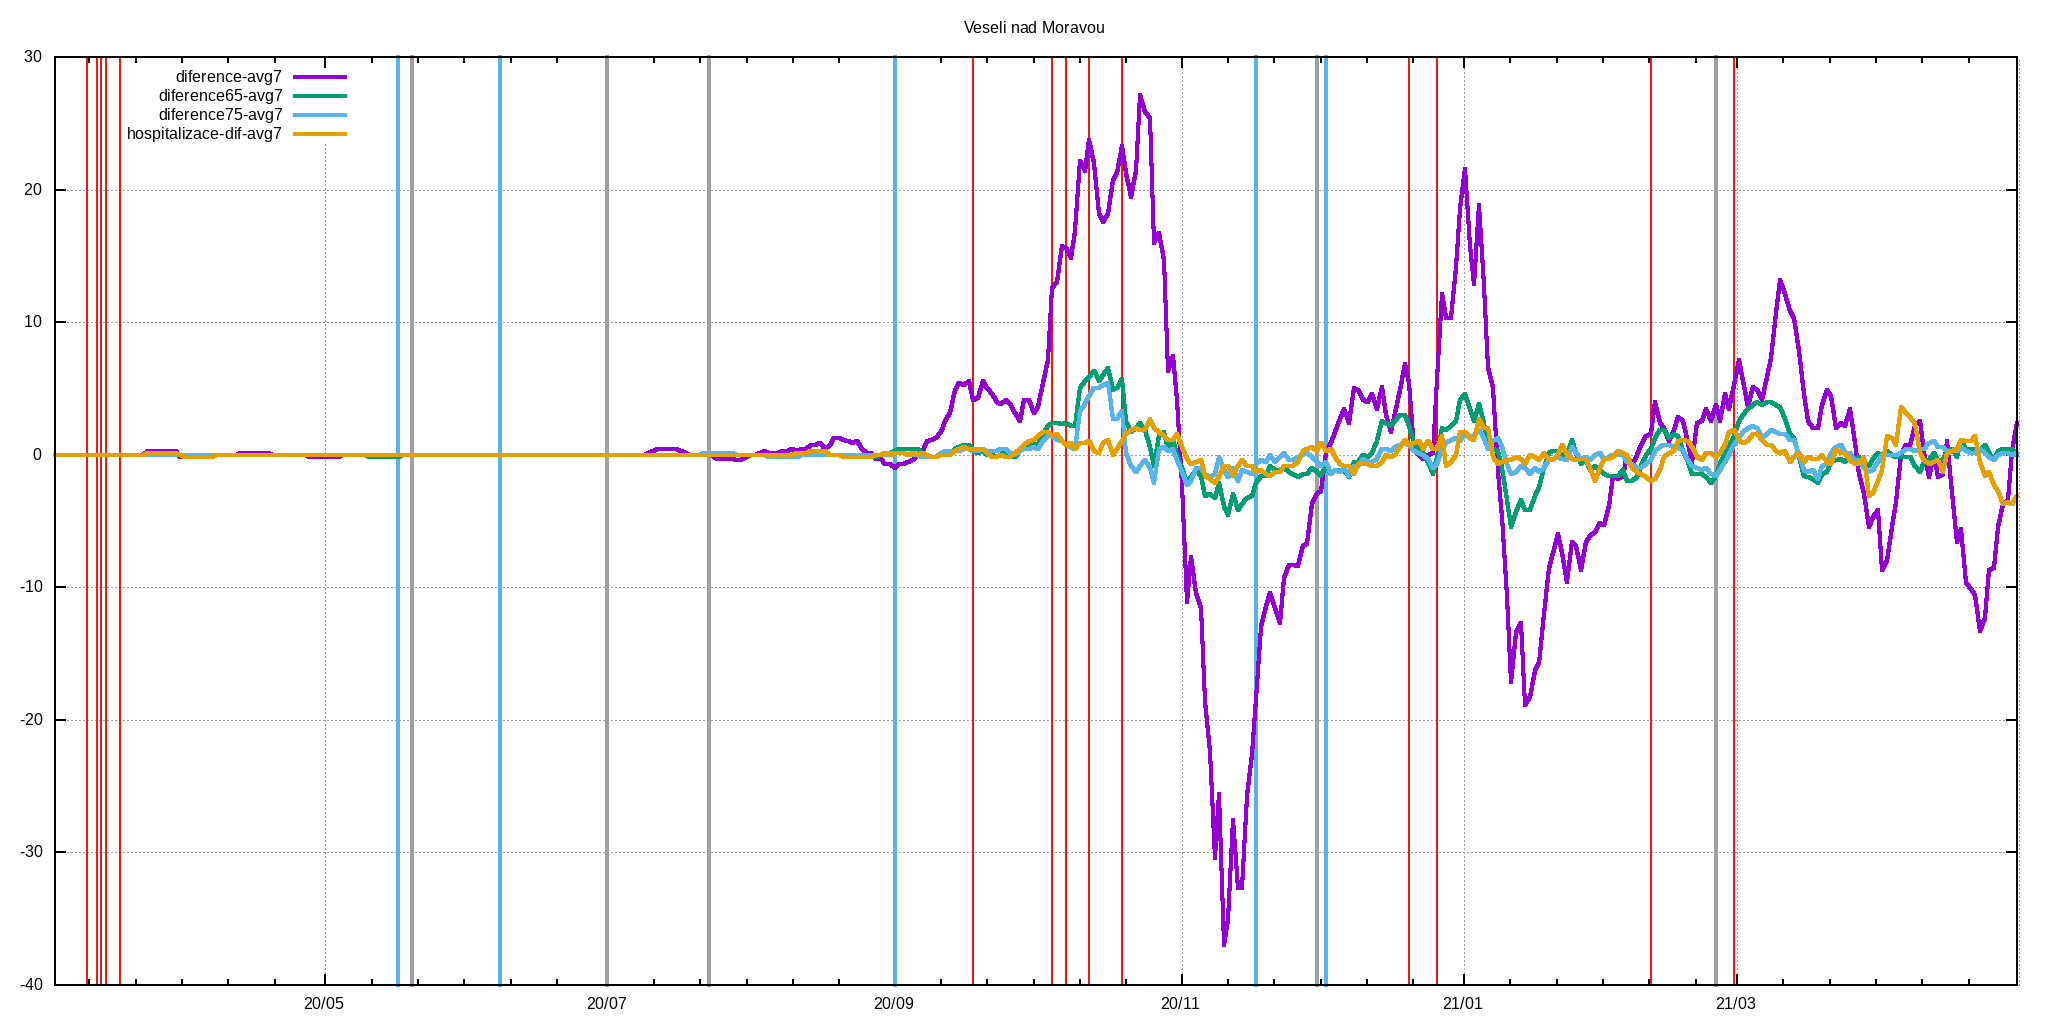 Veseli nad Moravou
30
diference-avg7
diference65-avg7
diference75-avg7
hospitalizace-dif-avg7
20
10
0
-10
-20
-30
-40
20/05 20/07 20/09 20/11 21/01 21/03